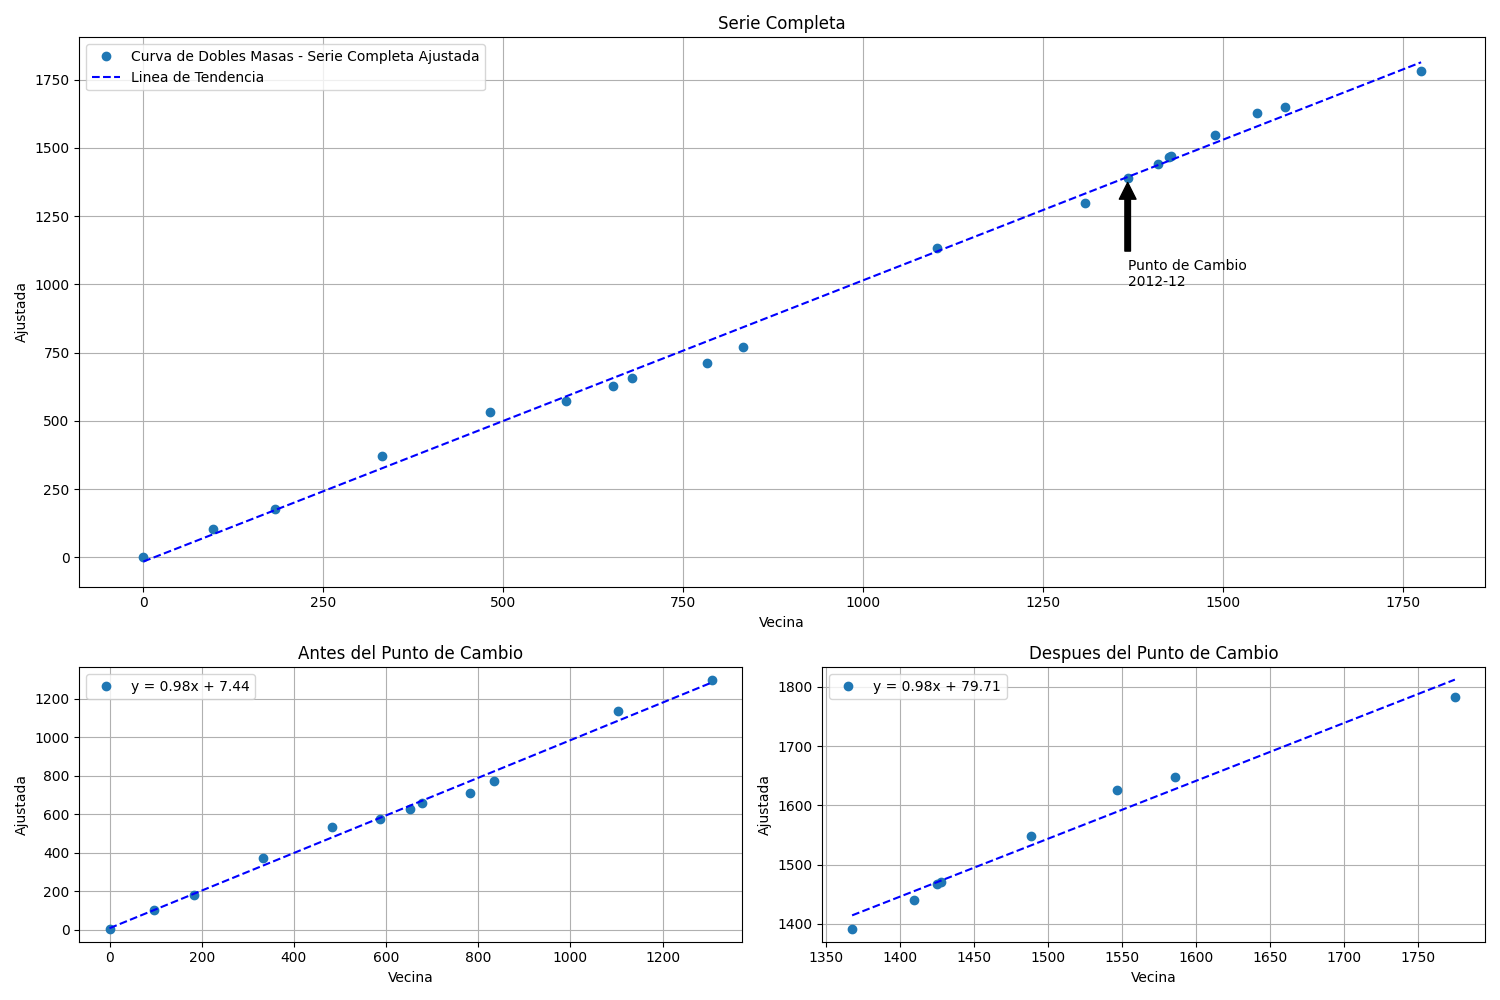 Serie Completa
Curva de Dobles Masas - Serie Completa Ajustada
Linea de Tendencia
1750
1500
1250
1000
750
500
250
0
Ajustada
Punto de Cambio
2012-12
0 250 500 750 1000 1250 1500 1750
Vecina
Antes del Punto de Cambio
y = 0.98x + 7.44
1200
1000
800
600
400
200
0
Ajustada
0 200 400 600 800 1000 1200
Vecina
Despues del Punto de Cambio
y = 0.98x + 79.71
1800
1700
1600
1500
1400
Ajustada
1350 1400 1450 1500 1550 1600 1650 1700 1750
Vecina